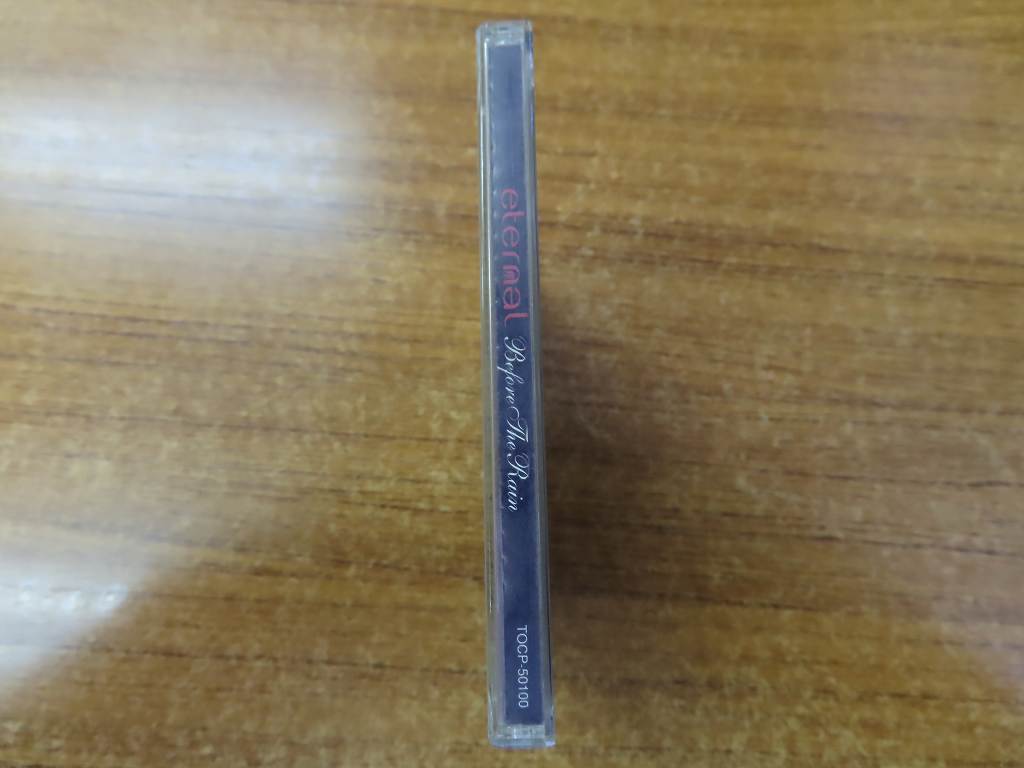 eternal Before The Rain
TOCP-50100